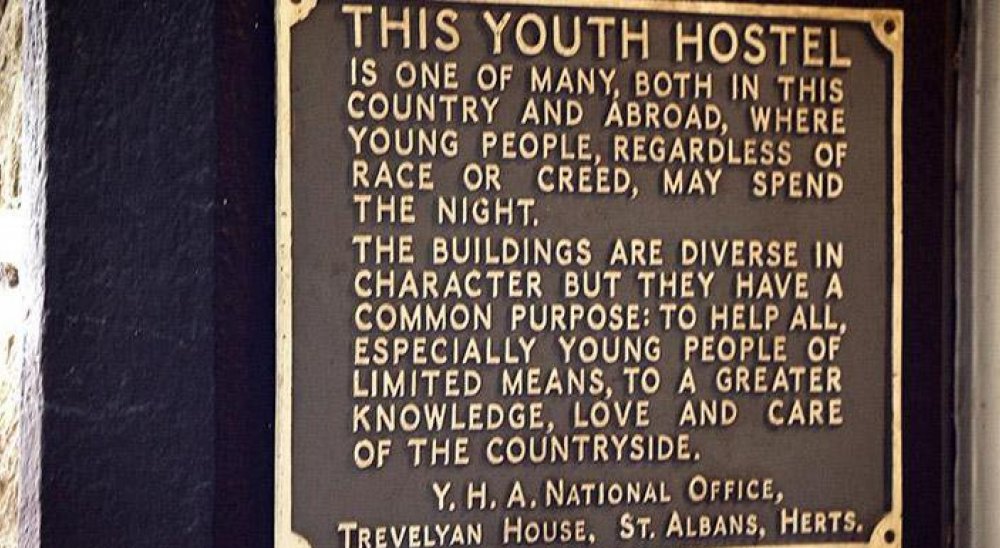 THIS YOUTH HOSTEL
IS ONE OF MANY, BOTH IN THIS
COUNTRY AND ABROAD, WHERE
YOUNG PEOPLE, REGARDLESS OF
RACE OR CREED, MAY SPEND
THE NIGHT.
THE BUILDINGS ARE DIVERSE IN
CHARACTER BUT THEY HAVE A
COMMON PURPOSE: TO HELP ALL,
ESPECIALLY YOUNG PEOPLE OF
LIMITED MEANS, TO A GREATER
KNOWLEDGE, LOVE AND CARE
OF THE COUNTRYSIDE.
Y. H. A. NATIONAL OFFICE,
TREVELYAN HOUSE, ST. ALBANS, HERTS.